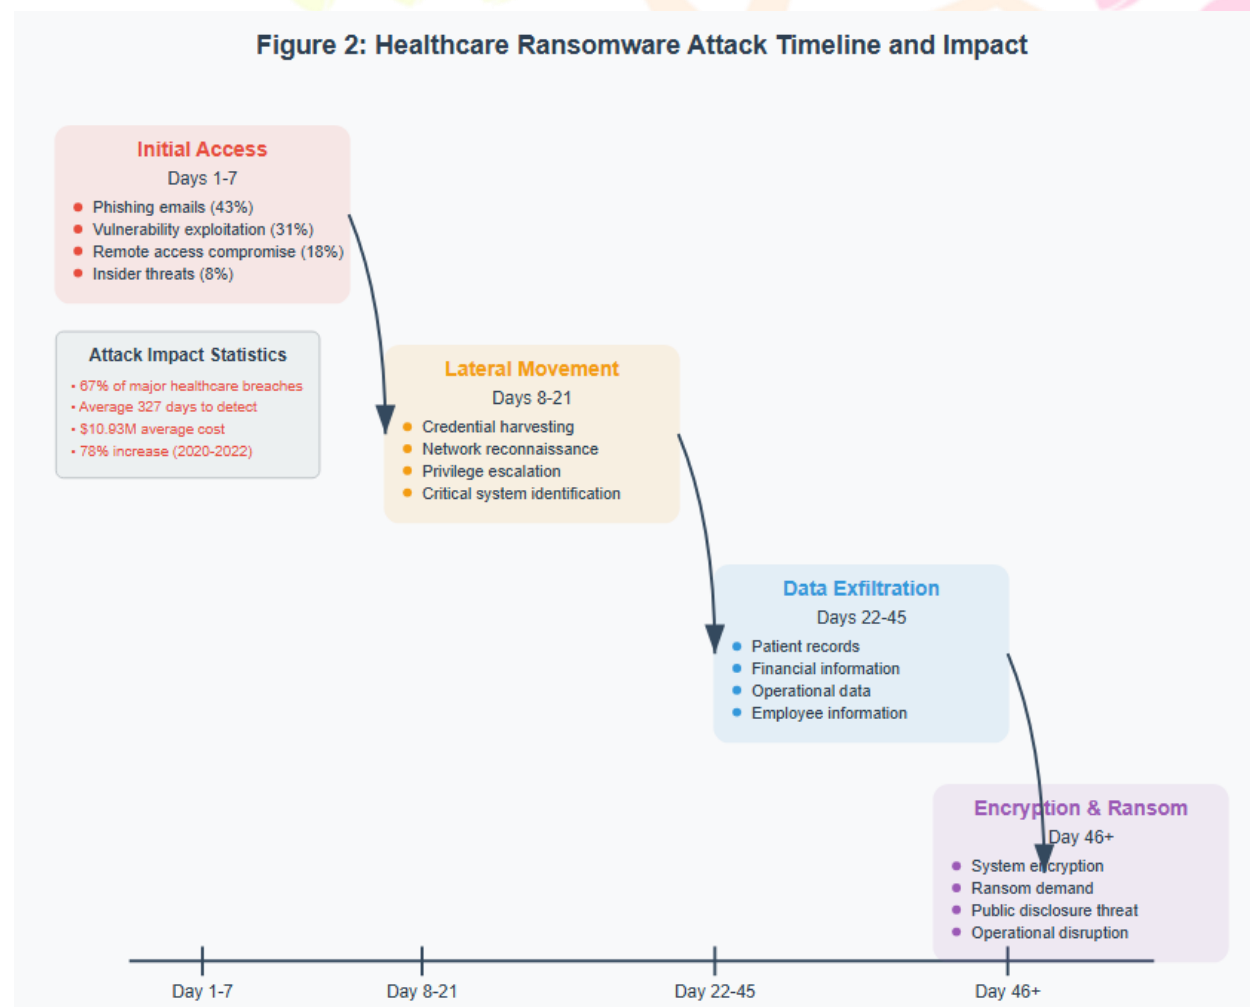 Figure 2: Healthcare Ransomware Attack Timeline and Impact
Initial Access
Days 1-7
Phishing emails (43%)
Vulnerability exploitation (31%)
Remote access compromise (18%)
Insider threats (8%)
Attack Impact Statistics
• 67% of major healthcare breaches
• Average 327 days to detect
• $10.93M average cost
• 78% increase (2020-2022)
Lateral Movement
Days 8-21
Credential harvesting
Network reconnaissance
Privilege escalation
Critical system identification
Data Exfiltration
Days 22-45
Patient records
Financial information
Operational data
Employee information
Encryption & Ransom
Day 46+
System encryption
Ransom demand
Public disclosure threat
Operational disruption
Day 1-7
Day 8-21
Day 22-45
Day 46+